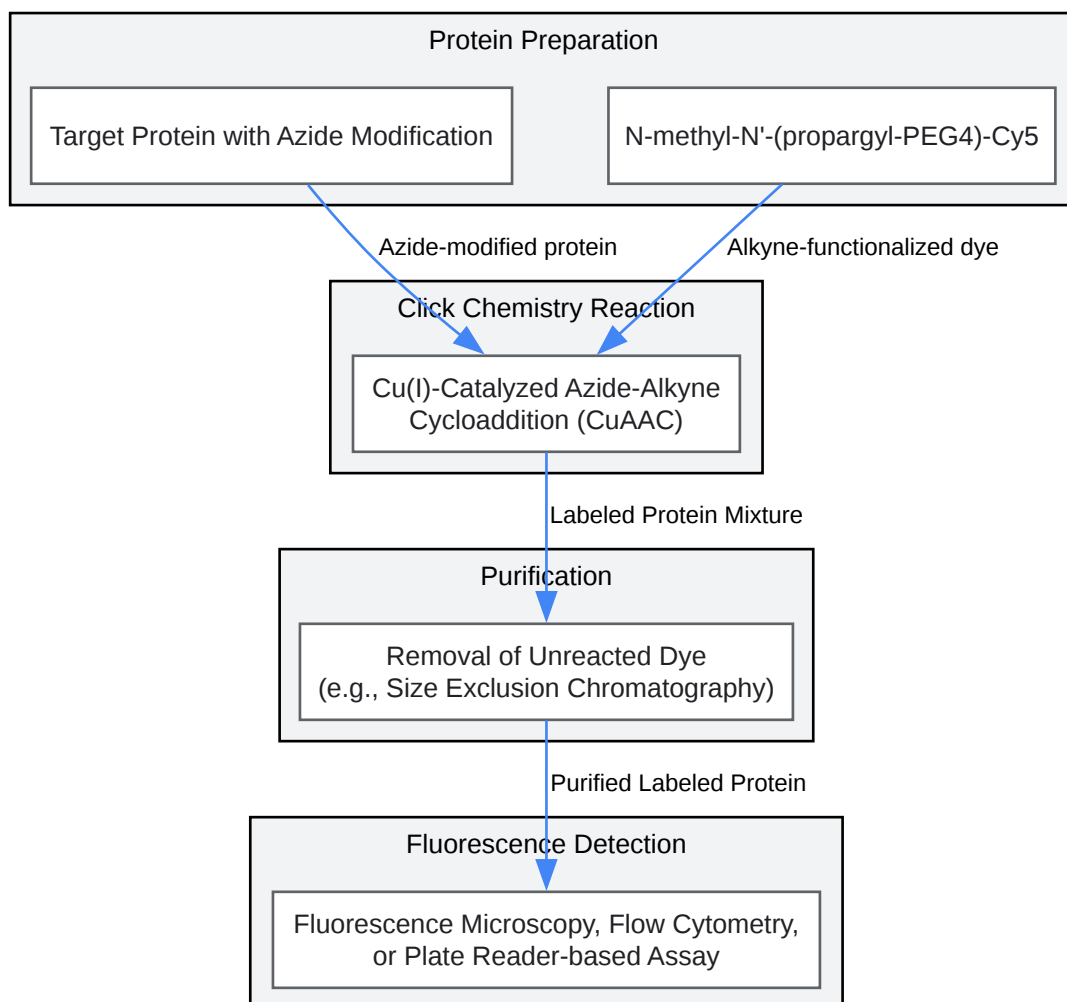 Protein Preparation
Target Protein with Azide Modification
N-methyl-N'-(propargyl-PEG4)-Cy5
Azide-modified protein
Alkyne-functionalized dye
Click Chemistry Reaction
Cu(I)-Catalyzed Azide-Alkyne
Cycloaddition (CuAAC)
Labeled Protein Mixture
Purification
Removal of Unreacted Dye
(e.g., Size Exclusion Chromatography)
Purified Labeled Protein
Fluorescence Detection
Fluorescence Microscopy, Flow Cytometry,
or Plate Reader-based Assay